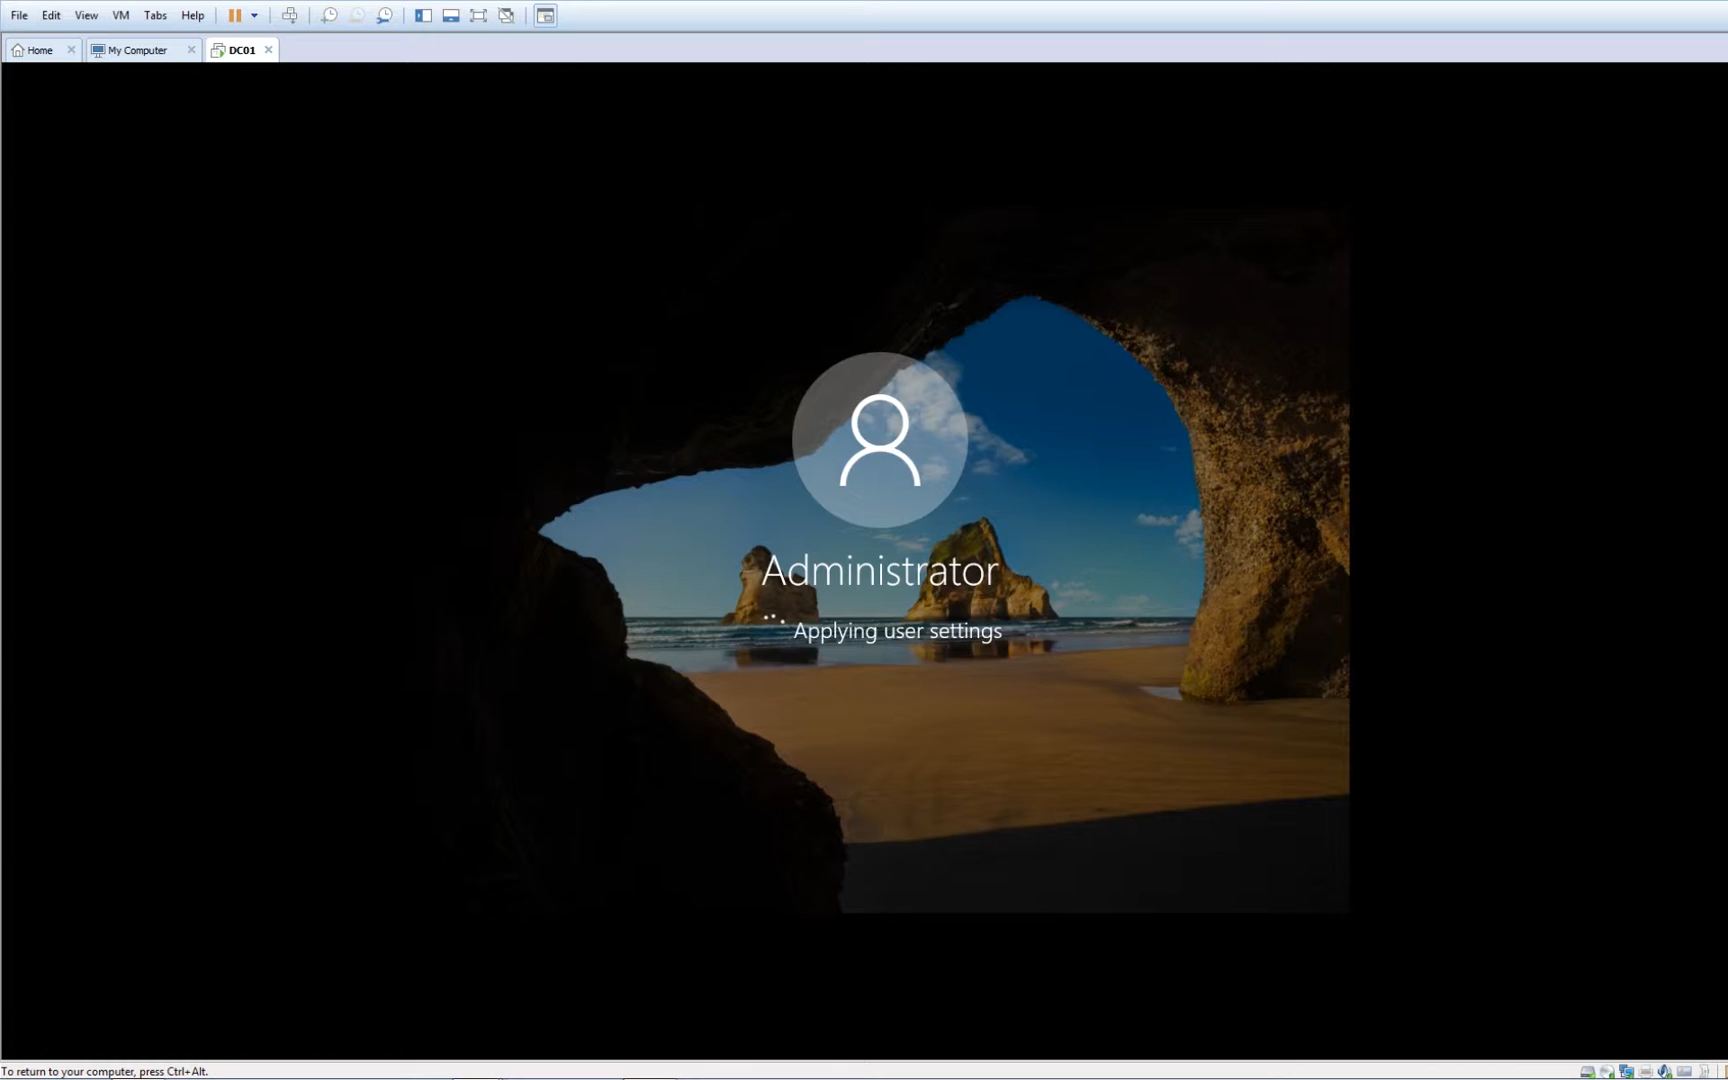 File Edit View VM Tabs Help
Home My Computer DC01
Administrator
Applying user settings
To return to your computer, press Ctrl+Alt.